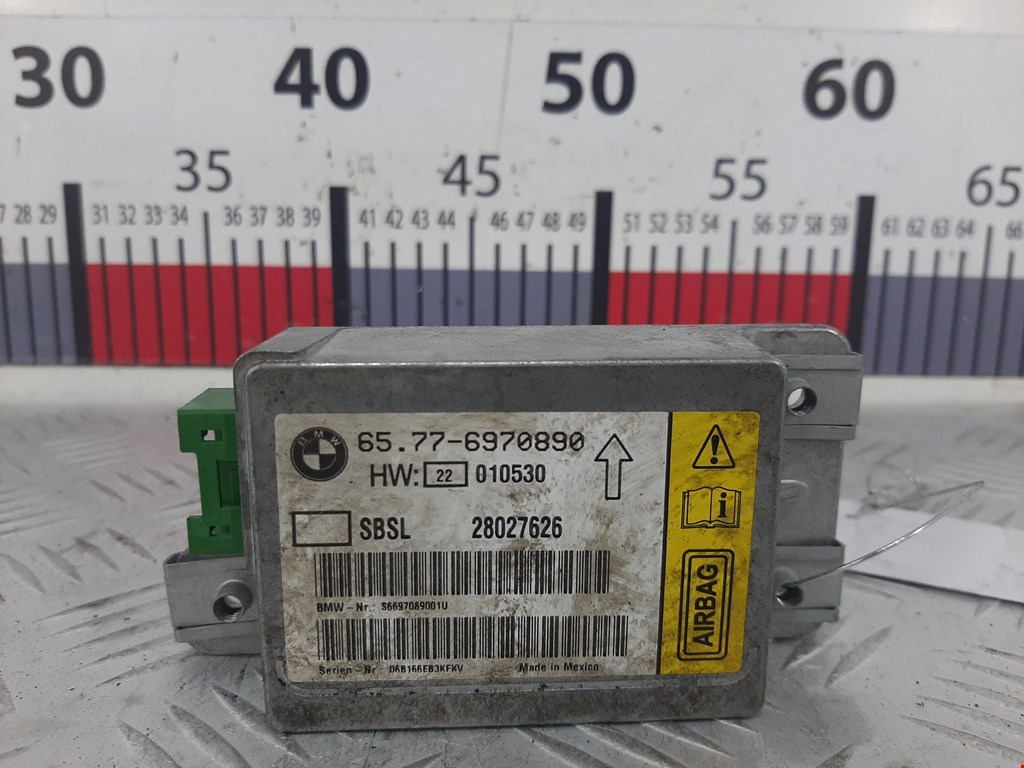 30 40 50 60
35 45 55 65
28 29 31 32 33 34 36 37 38 39 41 42 43 44 46 47 48 49 51 52 53 54 56 57 58 59 61 62 63 64 66
BMW
65.77-6970890
HW: 22 010530
SBSL 28027626
BMW-Nr.: S6697089001U
Serien-Nr 06B166EB3KFKV Made in Mexico
i
AIRBAG